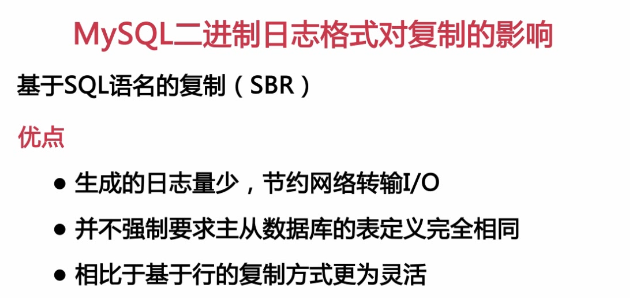 MySQL二进制日志格式对复制的影响
基于SQL语名的复制（SBR）
优点
● 生成的日志量少，节约网络转输I/O
● 并不强制要求主从数据库的表定义完全相同
● 相比于基于行的复制方式更为灵活